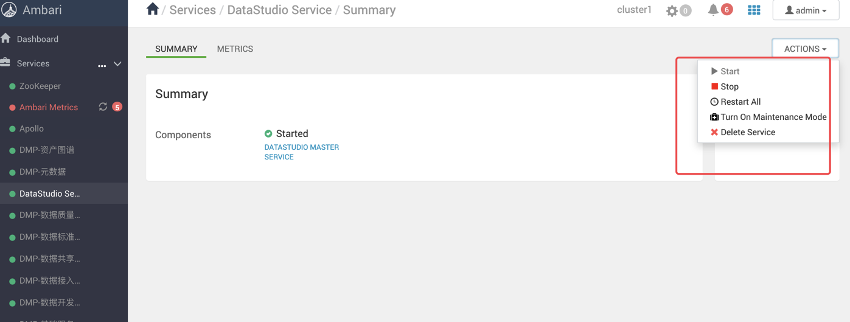 Ambari
/ Services / DataStudio Service / Summary
cluster1
0
6
admin
Dashboard
Services
...
ZooKeeper
Ambari Metrics
5
Apollo
DMP-资产图谱
DMP-元数据
DataStudio Se...
DMP-数据质量...
DMP-数据标准...
DMP-数据共享...
DMP-数据接入...
DMP-数据开发...
SUMMARY
METRICS
ACTIONS
Start
Stop
Restart All
Turn On Maintenance Mode
Delete Service
Summary
Components
Started
DATASTUDIO MASTER
SERVICE